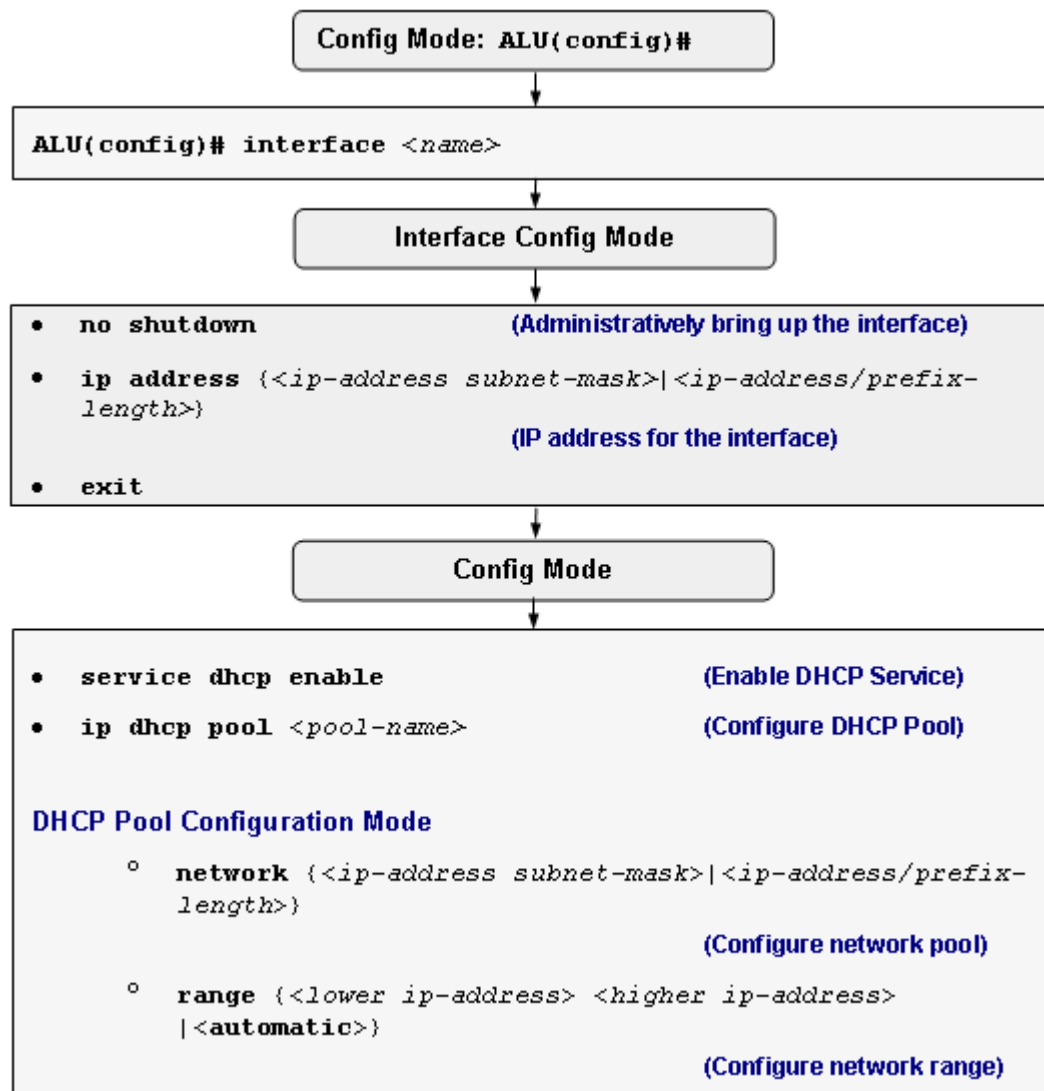 Config Mode: ALU(config)#
ALU(config)# interface <name>
Interface Config Mode
• no shutdown (Administratively bring up the interface)
• ip address {<ip-address subnet-mask>|<ip-address/prefix-
length>}
(IP address for the interface)
• exit
Config Mode
• service dhcp enable (Enable DHCP Service)
• ip dhcp pool <pool-name> (Configure DHCP Pool)
DHCP Pool Configuration Mode
○ network {<ip-address subnet-mask>|<ip-address/prefix-
length>}
(Configure network pool)
○ range {<lower ip-address> <higher ip-address>
|<automatic>}
(Configure network range)